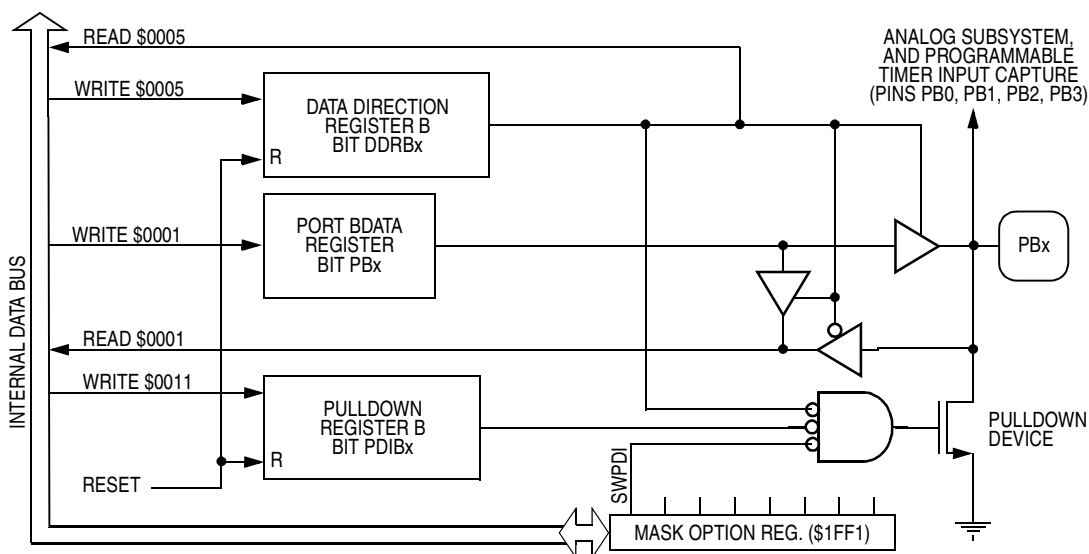 READ $0005
WRITE $0005
DATA DIRECTION
REGISTER B
BIT DDRBx
R
ANALOG SUBSYSTEM,
AND PROGRAMMABLE
TIMER INPUT CAPTURE
(PINS PB0, PB1, PB2, PB3)
WRITE $0001
PORT BDATA
REGISTER
BIT PBx
PBx
READ $0001
WRITE $0011
PULLDOWN
REGISTER B
BIT PDIBx
R
PULLDOWN
DEVICE
RESET
SWPDI
MASK OPTION REG. ($1FF1)
INTERNAL DATA BUS